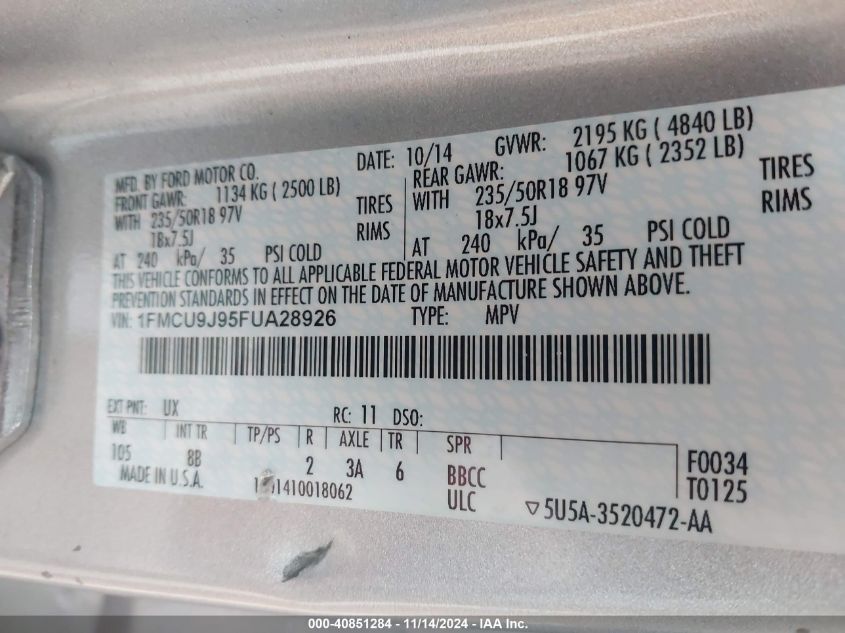 MFD. BY FORD MOTOR CO. DATE: 10/14 GVWR: 2195 KG ( 4840 LB)
FRONT GAWR: 1134 KG ( 2500 LB) REAR GAWR: 1067 KG ( 2352 LB)
WITH 235/50R18 97V TIRES WITH 235/50R18 97V TIRES
18x7.5J RIMS 18x7.5J RIMS
AT 240 kPa/ 35 PSI COLD AT 240 kPa/ 35 PSI COLD
THIS VEHICLE CONFORMS TO ALL APPLICABLE FEDERAL MOTOR VEHICLE SAFETY AND THEFT
PREVENTION STANDARDS IN EFFECT ON THE DATE OF MANUFACTURE SHOWN ABOVE.
VIN: 1FMCU9J95FUA28926 TYPE: MPV
EXT PNT: UX RC: 11 DSO:
WB INT TR TP/PS R AXLE TR SPR
105 8B 2 3A 6 BBCC F0034
MADE IN U.S.A. ULC T0125
▽5U5A-3520472-AA
000-40851284 - 11/14/2024 - IAA Inc.